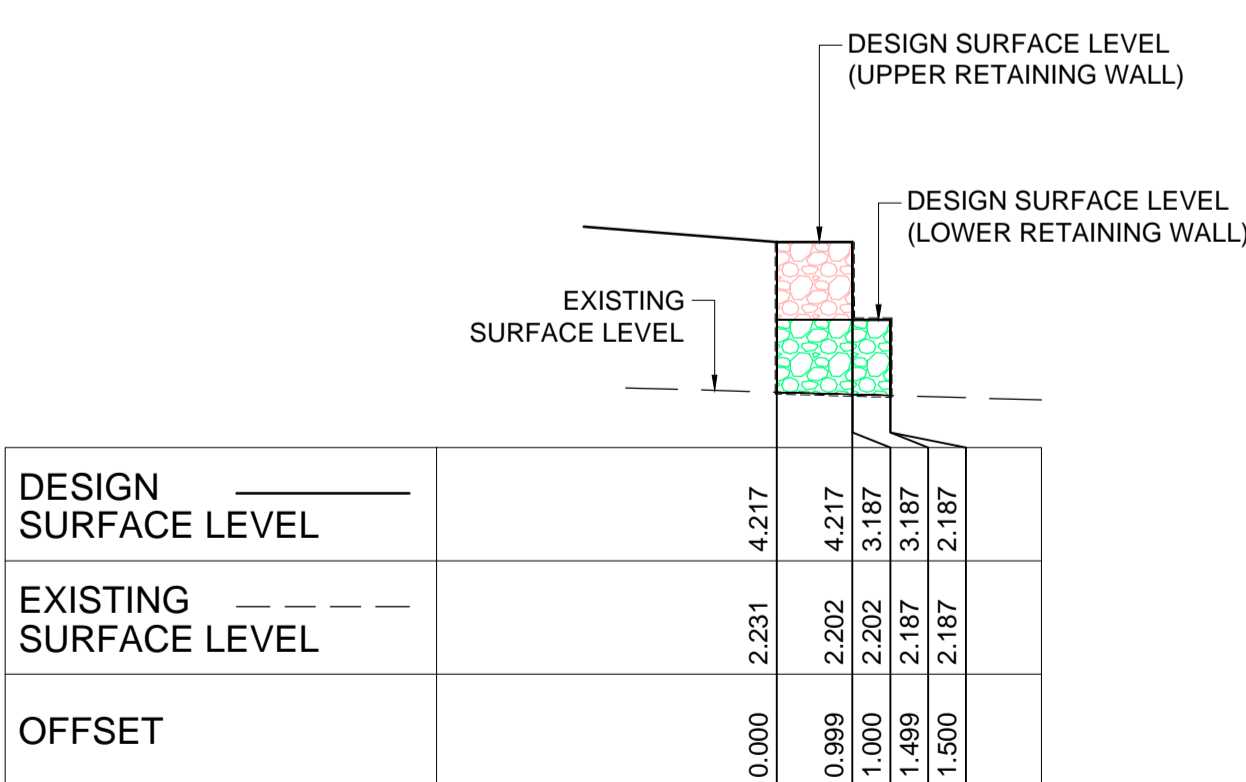 DESIGN SURFACE LEVEL
(UPPER RETAINING WALL)
DESIGN SURFACE LEVEL
(LOWER RETAINING WALL)
EXISTING
SURFACE LEVEL
DESIGN
SURFACE LEVEL
4.217
4.217
3.187
3.187
2.187
EXISTING
SURFACE LEVEL
2.231
2.202
2.202
2.187
2.187
OFFSET
0.000
0.999
1.000
1.499
1.500